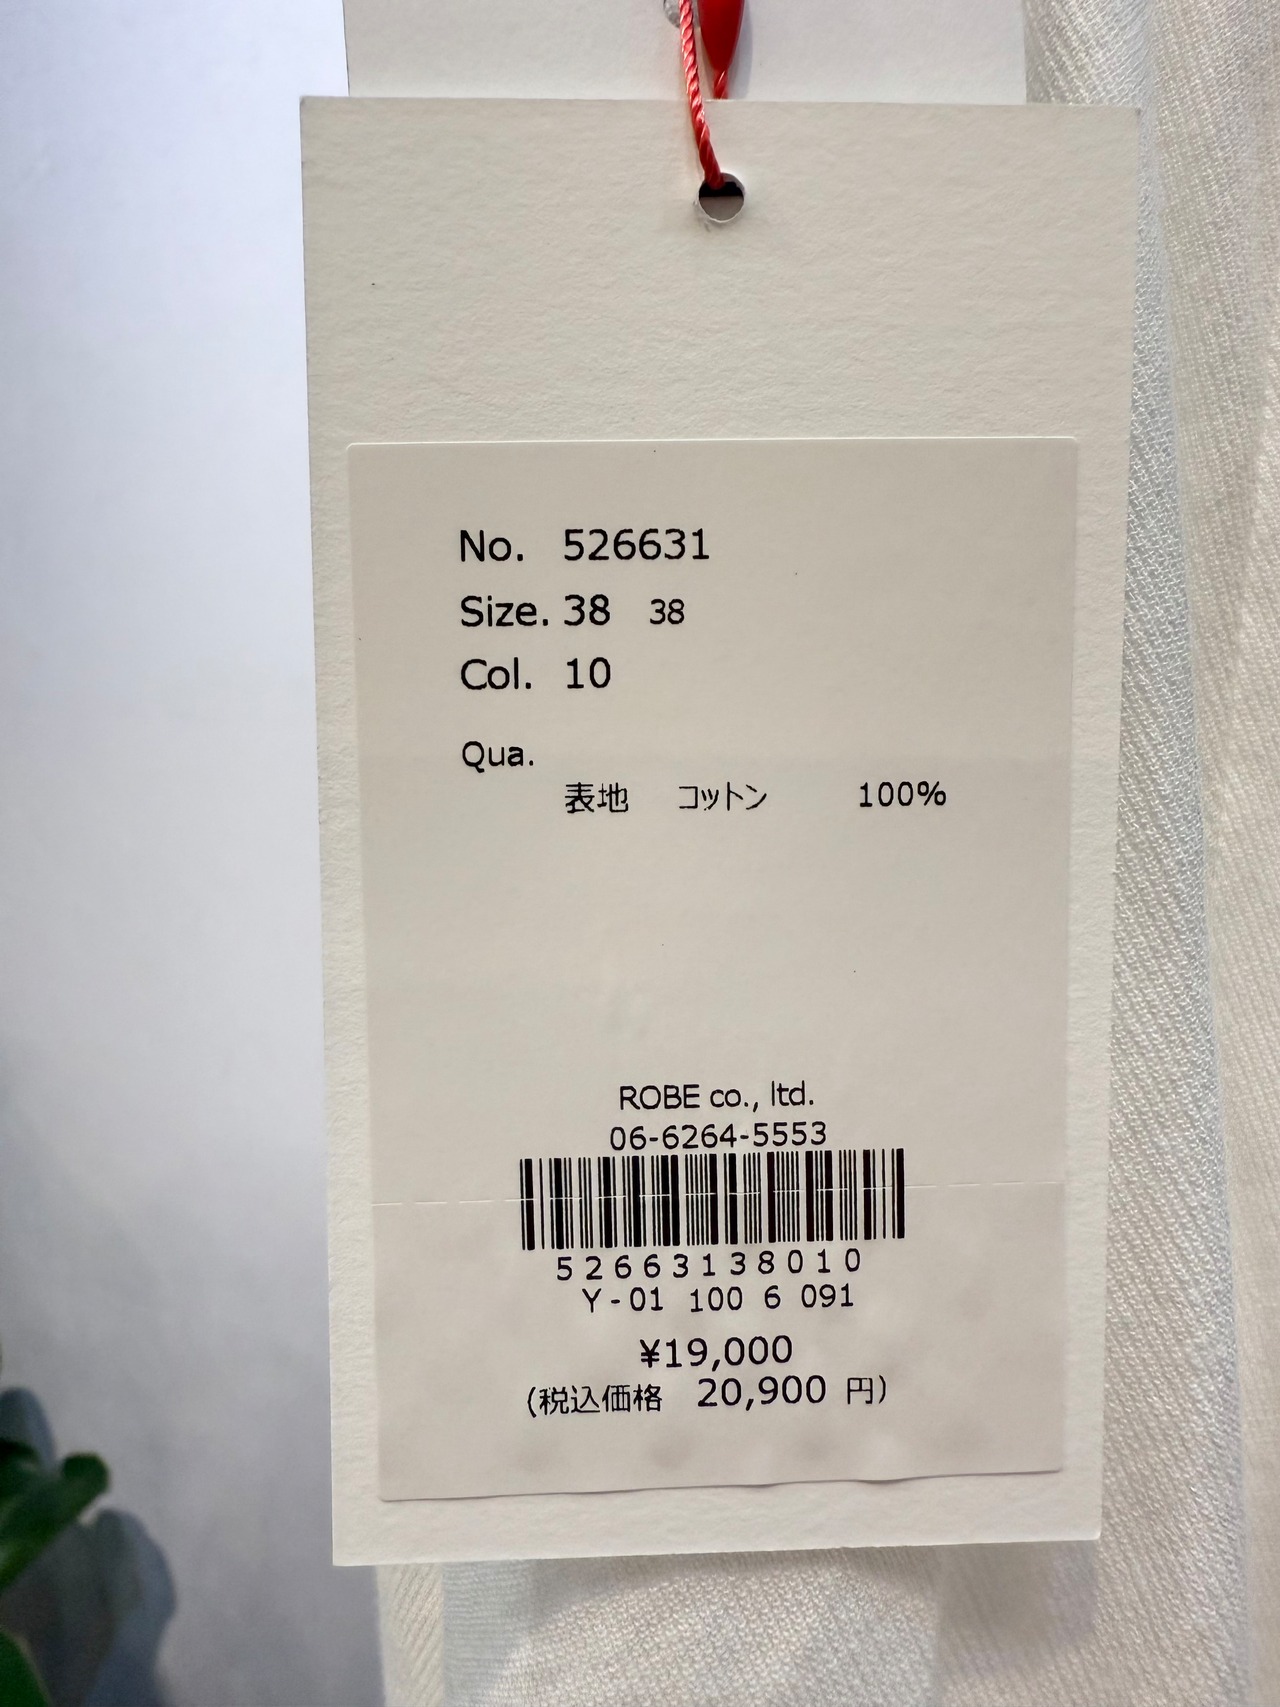 No. 526631
Size. 38 38
Col. 10
Qua.
表地 コットン 100%
ROBE co., ltd.
06-6264-5553
52663138010
Y-01 100 6 091
¥19,000
(税込価格 20,900 円)